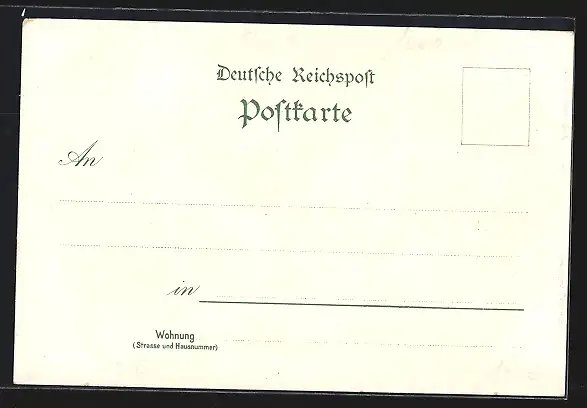 Deutſche Reichspoſt
Poſtkarte
An
in
Wohnung
(Strasse und Hausnummer)